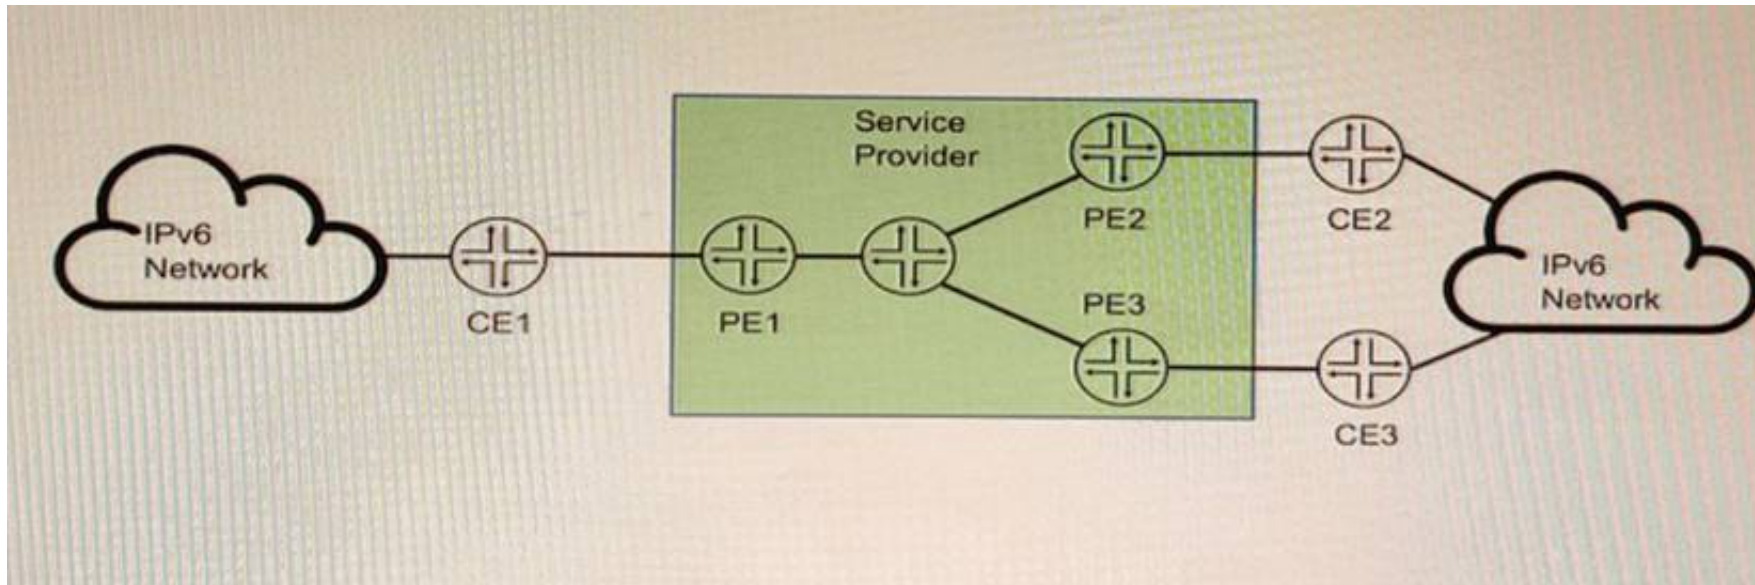 Service
Provider
IPv6
Network
CE1
PE1
PE2
CE2
PE3
CE3
IPv6
Network